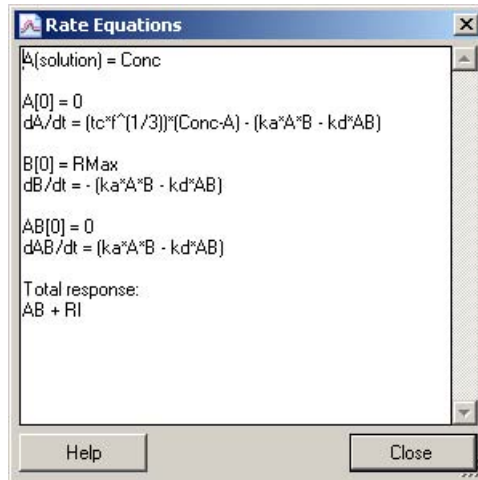 Rate Equations
A(solution) = Conc
A[0] = 0
dA/dt = (tc*f^(1/3))*(Conc-A) - (ka*A*B - kd*AB)
B[0] = RMax
dB/dt = - (ka*A*B - kd*AB)
AB[0] = 0
dAB/dt = (ka*A*B - kd*AB)
Total response:
AB + RI
Help
Close